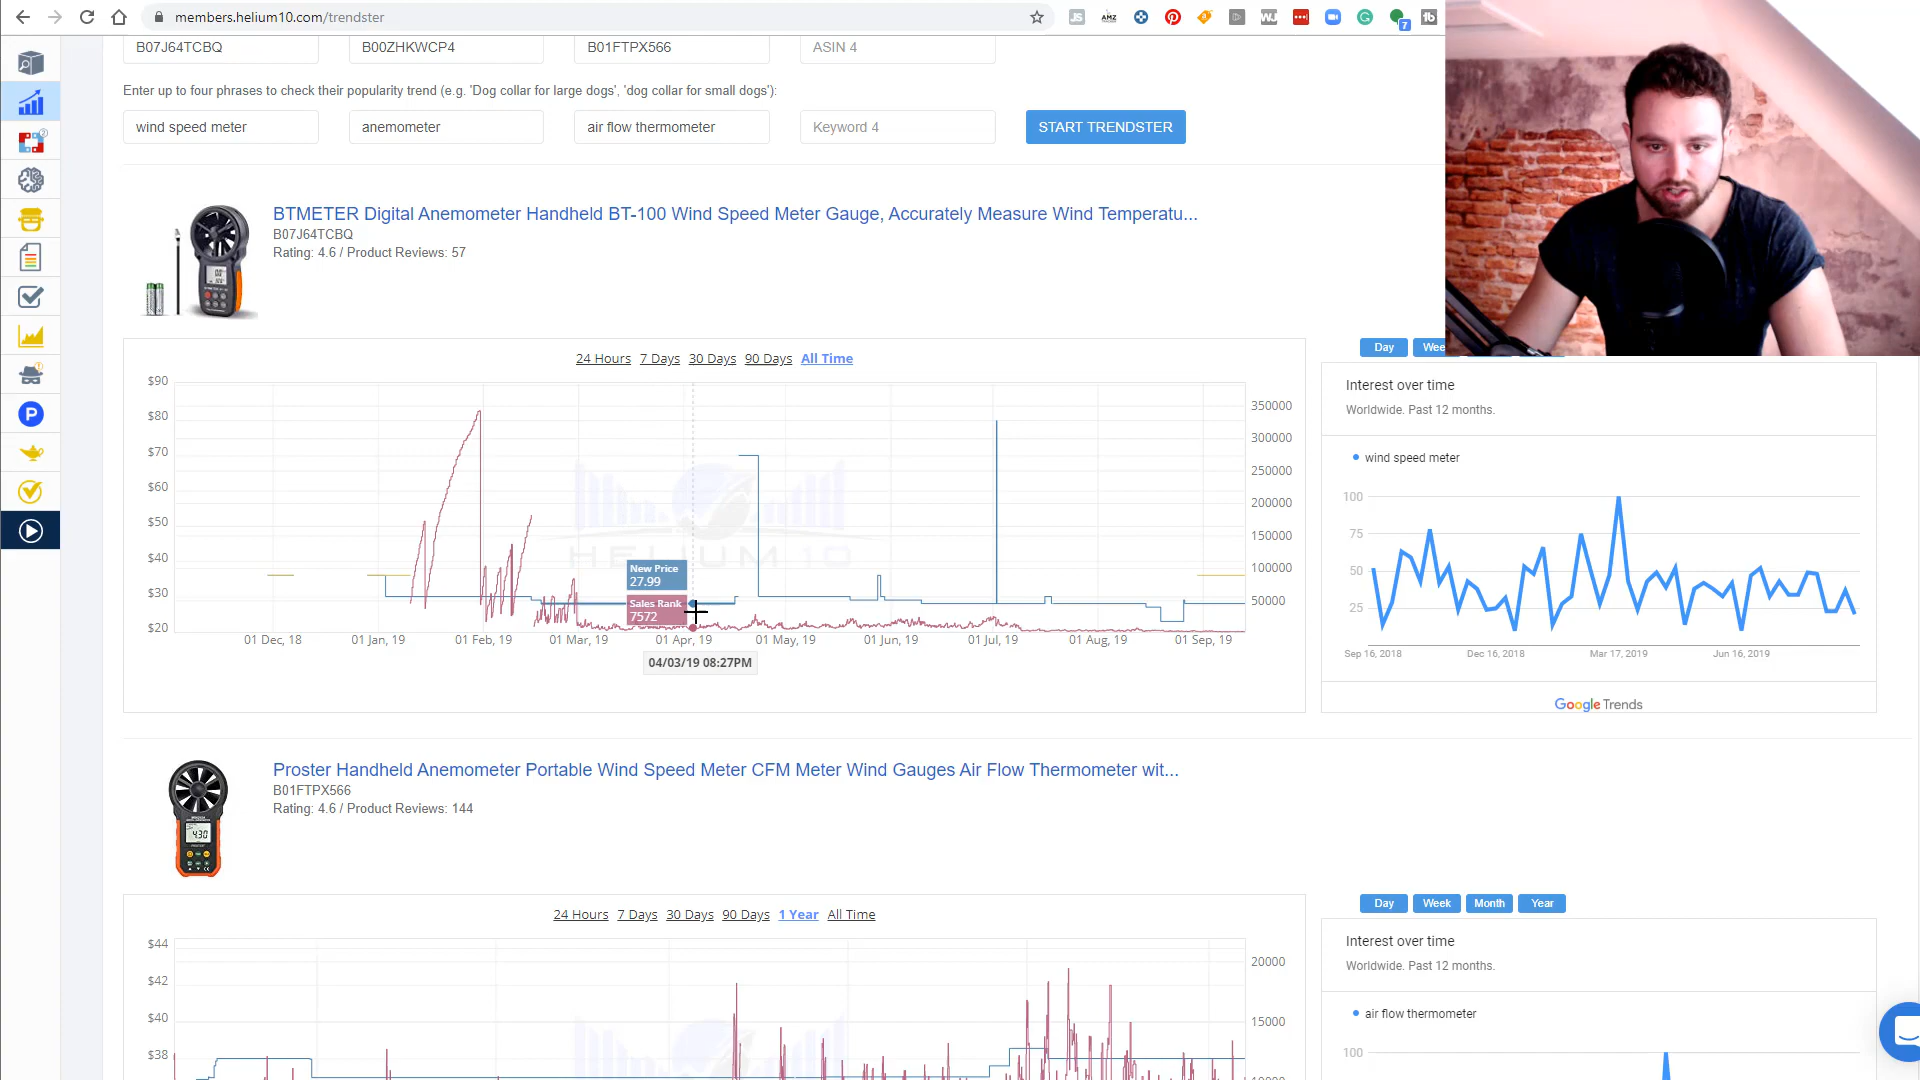 members.helium10.com/trendster
JS
AMZ
WJ
G
7
1b
B07J64TCBQ
B00ZHKWCP4
B01FTPX566
ASIN 4
Enter up to four phrases to check their popularity trend (e.g. 'Dog collar for large dogs', 'dog collar for small dogs'):
wind speed meter
anemometer
air flow thermometer
Keyword 4
START TRENDSTER
BTMETER Digital Anemometer Handheld BT-100 Wind Speed Meter Gauge, Accurately Measure Wind Temperatu...
B07J64TCBQ
Rating: 4.6 / Product Reviews: 57
24 Hours 7 Days 30 Days 90 Days All Time
$90
$80
$70
$60
$50
$40
$30
$20
350000
300000
250000
200000
150000
100000
50000
HELIUM 10
New Price
27.99
Sales Rank
7572
01 Dec, 18 01 Jan, 19 01 Feb, 19 01 Mar, 19 01 Apr, 19 01 May, 19 01 Jun, 19 01 Jul, 19 01 Aug, 19 01 Sep, 19
04/03/19 08:27PM
Day Wee
Interest over time
Worldwide. Past 12 months.
wind speed meter
100
75
50
25
Sep 16, 2018 Dec 16, 2018 Mar 17, 2019 Jun 16, 2019
Google Trends
Proster Handheld Anemometer Portable Wind Speed Meter CFM Meter Wind Gauges Air Flow Thermometer wit...
B01FTPX566
Rating: 4.6 / Product Reviews: 144
24 Hours 7 Days 30 Days 90 Days 1 Year All Time
$44
$42
$40
$38
20000
15000
10000
Day Week Month Year
Interest over time
Worldwide. Past 12 months.
air flow thermometer
100
P